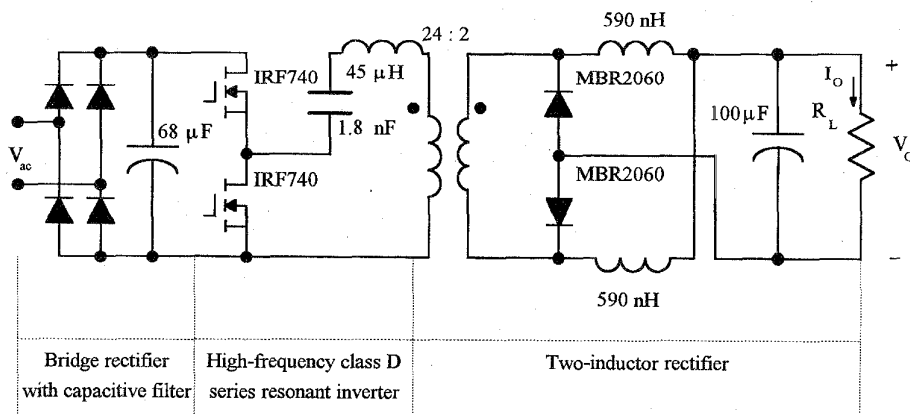 590 nH
24 : 2
IRF740
45 μH
MBR2060
+
I_O
68 μF
1.8 nF
100μF
R_L
V_ac
V_O
IRF740
MBR2060
−
590 nH
Bridge rectifier
with capacitive filter
High-frequency class D
series resonant inverter
Two-inductor rectifier